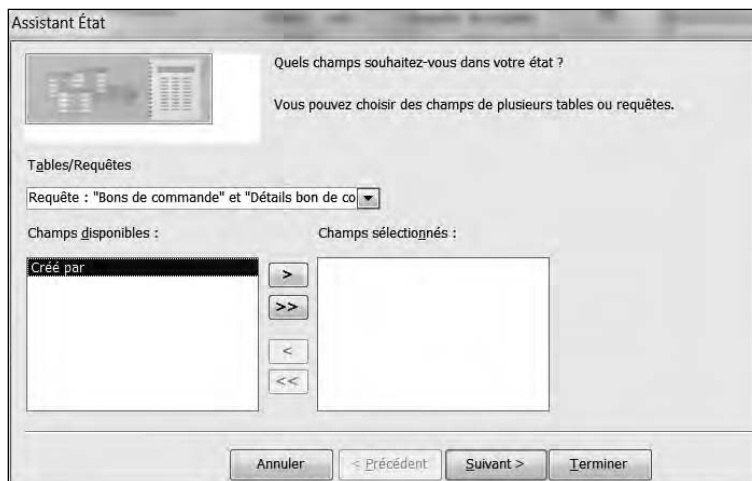 Assistant État
Quels champs souhaitez-vous dans votre état ?
Vous pouvez choisir des champs de plusieurs tables ou requêtes.
Tables/Requêtes
Requête : "Bons de commande" et "Détails bon de co
Champs disponibles :
Champs sélectionnés :
Créé par
>
>>
<
<<
Annuler
< Précédent
Suivant >
Terminer